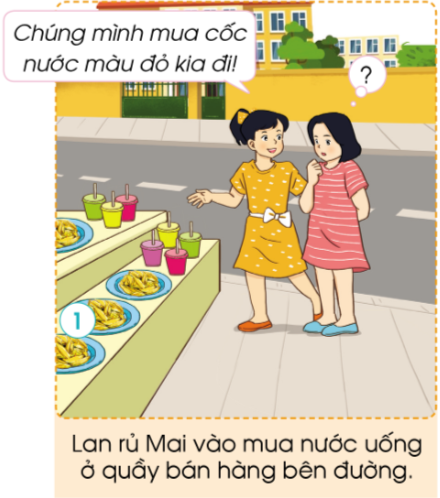 Chúng mình mua cốc
nước màu đỏ kia đi!
?
1
Lan rủ Mai vào mua nước uống
ở quầy bán hàng bên đường.